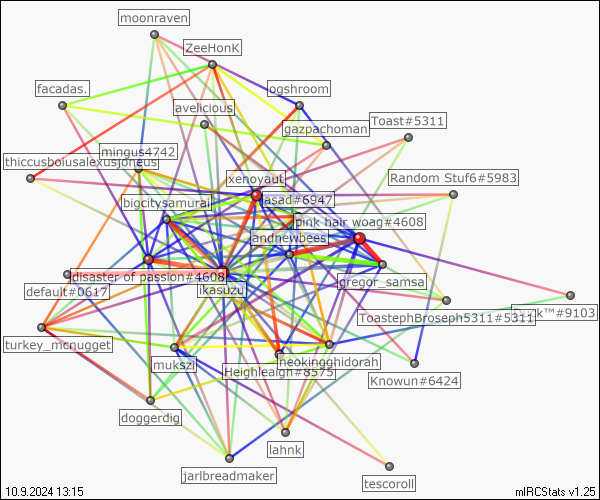 moonraven
ZeeHonK
facadas.
ogshroom
avelicious
Toast#5311
gazpachoman
mingus4742
thiccusboiusalexusjoneus
xenoyaut
Random Stuf6#5983
bigcitysamurai
asad#6947
pink hair woag#4608
andnewbees
disaster of passion#4608
gregor_samsa
default#0617
ikasuzu
ToastephBroseph5311#5311
#9103
turkey_mcnugget
mukszi
Heighleaigh#8575
neokingghidorah
Knowun#6424
doggerdig
lahnk
jarlbreadmaker
tescoroll
10.9.2024 13:15
mIRCStats v1.25